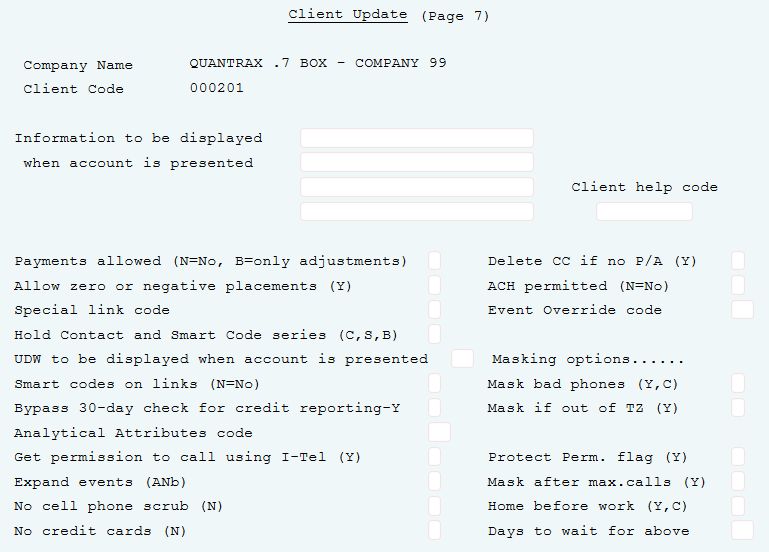 Client Update (Page 7)
Company Name QUANTRAX .7 BOX - COMPANY 99
Client Code 000201
Information to be displayed
when account is presented
Client help code
Payments allowed (N=No, B=only adjustments) Delete CC if no P/A (Y)
Allow zero or negative placements (Y) ACH permitted (N=No)
Special link code Event Override code
Hold Contact and Smart Code series (C,S,B)
UDW to be displayed when account is presented Masking options......
Smart codes on links (N=No) Mask bad phones (Y,C)
Bypass 30-day check for credit reporting-Y Mask if out of TZ (Y)
Analytical Attributes code
Get permission to call using I-Tel (Y) Protect Perm. flag (Y)
Expand events (ANb) Mask after max.calls (Y)
No cell phone scrub (N) Home before work (Y,C)
No credit cards (N) Days to wait for above